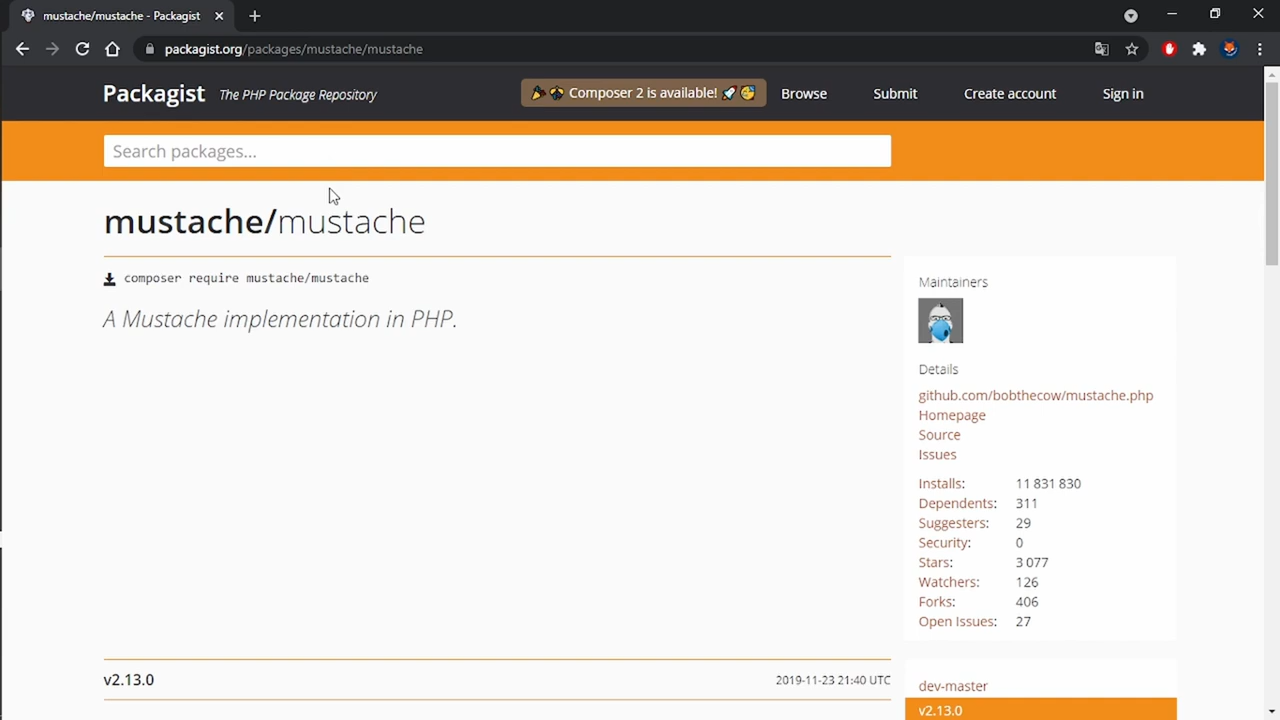 mustache/mustache - Packagist
packagist.org/packages/mustache/mustache
Packagist The PHP Package Repository
Composer 2 is available!
Browse
Submit
Create account
Sign in
Search packages...
mustache/mustache
composer require mustache/mustache
A Mustache implementation in PHP.
Maintainers
Details
github.com/bobthecow/mustache.php
Homepage
Source
Issues
Installs: 11 831 830
Dependents: 311
Suggesters: 29
Security: 0
Stars: 3 077
Watchers: 126
Forks: 406
Open Issues: 27
v2.13.0 2019-11-23 21:40 UTC
dev-master
v2.13.0